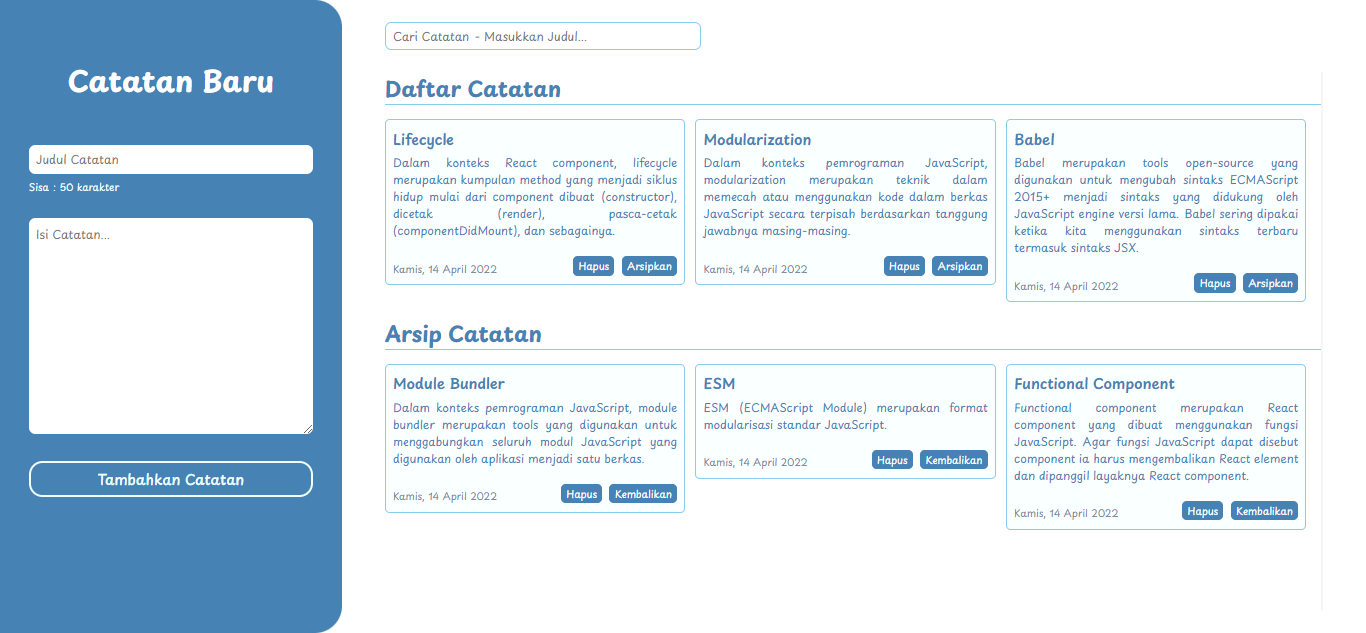 Catatan Baru
Judul Catatan
Sisa : 50 karakter
Isi Catatan...
Tambahkan Catatan
Cari Catatan - Masukkan Judul...
Daftar Catatan
Lifecycle
Dalam konteks React component, lifecycle
merupakan kumpulan method yang menjadi siklus
hidup mulai dari component dibuat (constructor),
dicetak (render), pasca-cetak
(componentDidMount), dan sebagainya.
Kamis, 14 April 2022
Hapus
Arsipkan
Modularization
Dalam konteks pemrograman JavaScript,
modularization merupakan teknik dalam
memecah atau menggunakan kode dalam berkas
JavaScript secara terpisah berdasarkan tanggung
jawabnya masing-masing.
Kamis, 14 April 2022
Hapus
Arsipkan
Babel
Babel merupakan tools open-source yang
digunakan untuk mengubah sintaks ECMAScript
2015+ menjadi sintaks yang didukung oleh
JavaScript engine versi lama. Babel sering dipakai
ketika kita menggunakan sintaks terbaru
termasuk sintaks JSX.
Kamis, 14 April 2022
Hapus
Arsipkan
Arsip Catatan
Module Bundler
Dalam konteks pemrograman JavaScript, module
bundler merupakan tools yang digunakan untuk
menggabungkan seluruh modul JavaScript yang
digunakan oleh aplikasi menjadi satu berkas.
Kamis, 14 April 2022
Hapus
Kembalikan
ESM
ESM (ECMAScript Module) merupakan format
modularisasi standar JavaScript.
Kamis, 14 April 2022
Hapus
Kembalikan
Functional Component
Functional component merupakan React
component yang dibuat menggunakan fungsi
JavaScript. Agar fungsi JavaScript dapat disebut
component ia harus mengembalikan React element
dan dipanggil layaknya React component.
Kamis, 14 April 2022
Hapus
Kembalikan